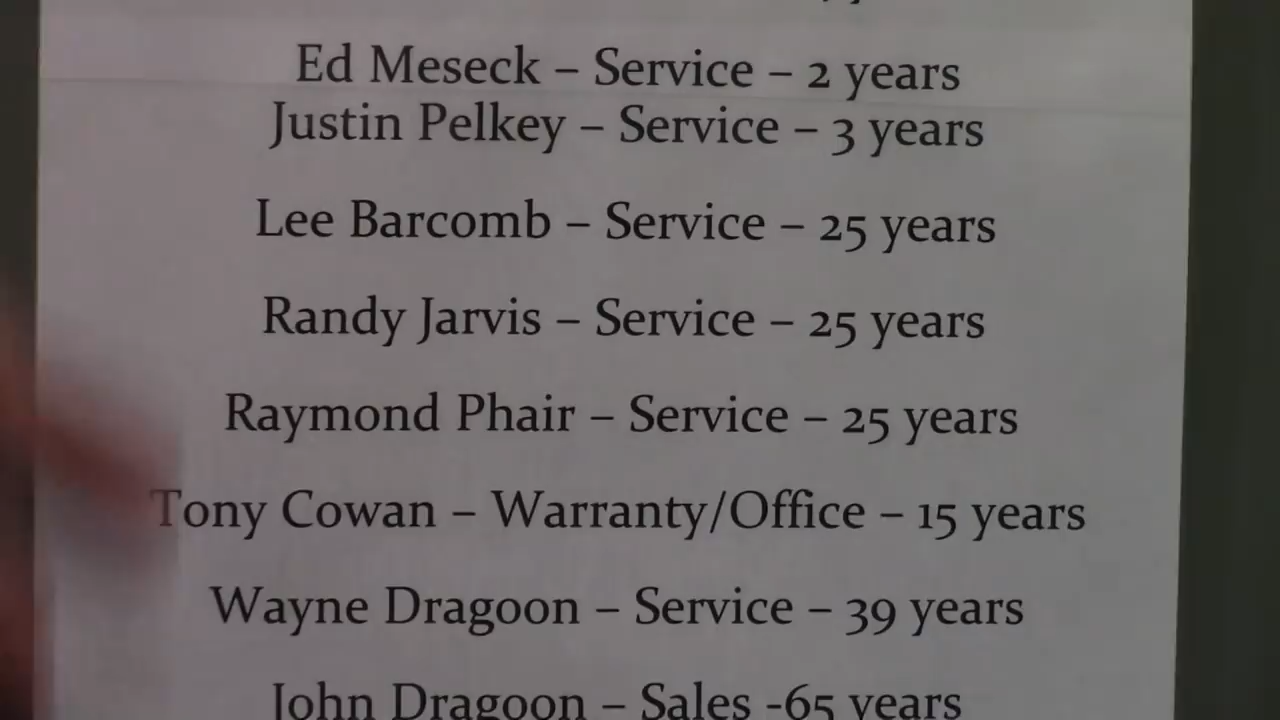 Ed Meseck – Service – 2 years
Justin Pelkey – Service – 3 years
Lee Barcomb – Service – 25 years
Randy Jarvis – Service – 25 years
Raymond Phair – Service – 25 years
Tony Cowan – Warranty/Office – 15 years
Wayne Dragoon – Service – 39 years
John Dragoon – Sales -65 years